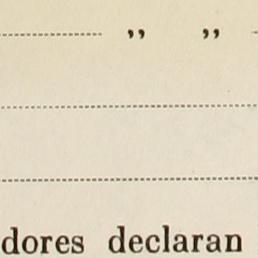 ” ”
dores declaran